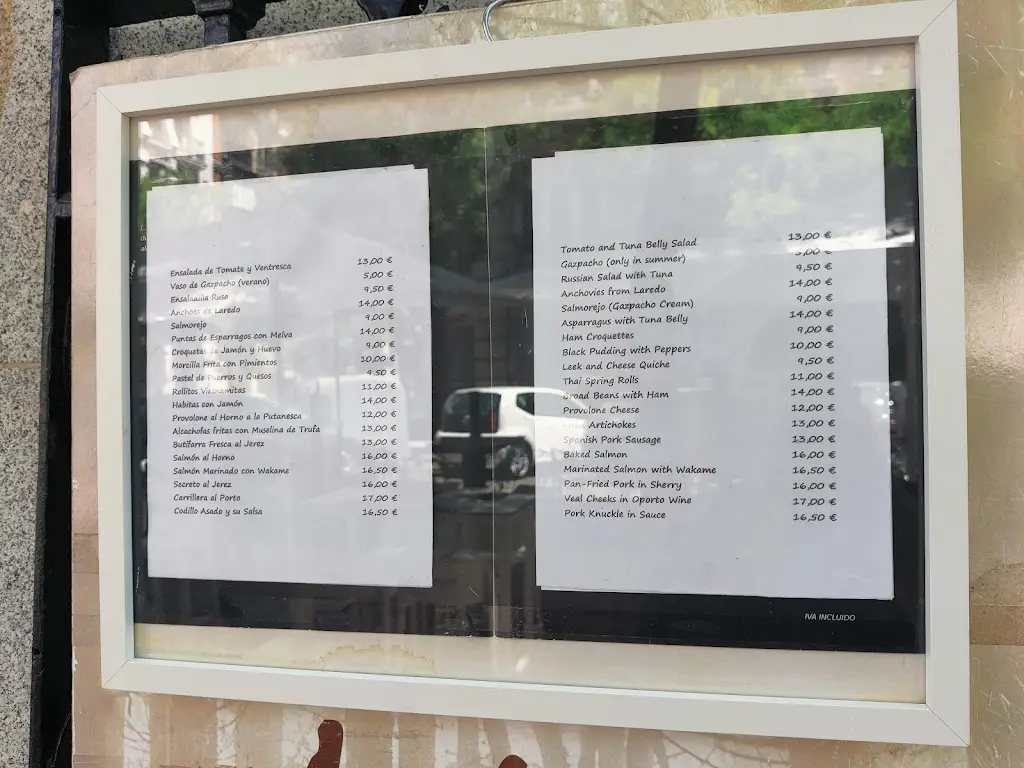 Ensalada de Tomate y Ventresca 13,00 €
Vaso de Gazpacho (verano) 5,00 €
Ensaladilla Rusa 9,50 €
Anchoas de Laredo 14,00 €
Salmorejo 9,00 €
Puntas de Esparragos con Melva 14,00 €
Croquetas de Jamón y Huevo 9,00 €
Morcilla Frita con Pimientos 10,00 €
Pastel de Puerros y Quesos 9,50 €
Rollitos Vietnamitas 11,00 €
Habitas con Jamón 14,00 €
Provolone al Horno a la Putanesca 12,00 €
Alcachofas fritas con Muselina de Trufa 13,00 €
Butifarra Fresca al Jerez 13,00 €
Salmón al Horno 16,00 €
Salmón Marinado con Wakame 16,50 €
Secreto al Jerez 16,00 €
Carrillera al Porto 17,00 €
Codillo Asado y su Salsa 16,50 €
Tomato and Tuna Belly Salad 13,00 €
Gazpacho (only in summer) 5,00 €
Russian Salad with Tuna 9,50 €
Anchovies from Laredo 14,00 €
Salmorejo (Gazpacho Cream) 9,00 €
Asparragus with Tuna Belly 14,00 €
Ham Croquettes 9,00 €
Black Pudding with Peppers 10,00 €
Leek and Cheese Quiche 9,50 €
Thai Spring Rolls 11,00 €
Broad Beans with Ham 14,00 €
Provolone Cheese 12,00 €
Fried Artichokes 13,00 €
Spanish Pork Sausage 13,00 €
Baked Salmon 16,00 €
Marinated Salmon with Wakame 16,50 €
Pan-Fried Pork in Sherry 16,00 €
Veal Cheeks in Oporto Wine 17,00 €
Pork Knuckle in Sauce 16,50 €
IVA INCLUIDO